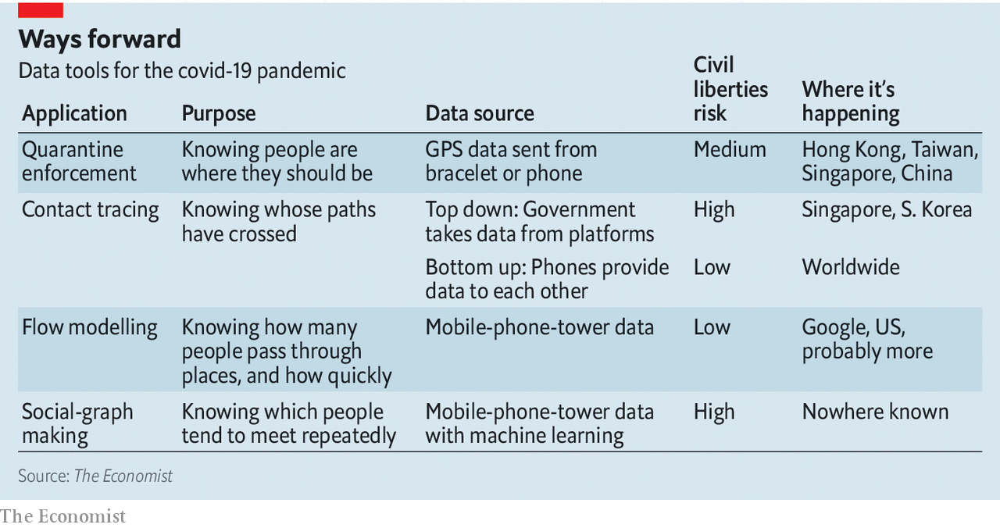 Ways forward
Data tools for the covid-19 pandemic
Application
Purpose
Data source
Civil
liberties
risk
Where it’s
happening
Quarantine
enforcement
Knowing people are
where they should be
GPS data sent from
bracelet or phone
Medium
Hong Kong, Taiwan,
Singapore, China
Contact tracing
Knowing whose paths
have crossed
Top down: Government
takes data from platforms
High
Singapore, S. Korea
Bottom up: Phones provide
data to each other
Low
Worldwide
Flow modelling
Knowing how many
people pass through
places, and how quickly
Mobile-phone-tower data
Low
Google, US,
probably more
Social-graph
making
Knowing which people
tend to meet repeatedly
Mobile-phone-tower data
with machine learning
High
Nowhere known
Source: The Economist
The Economist